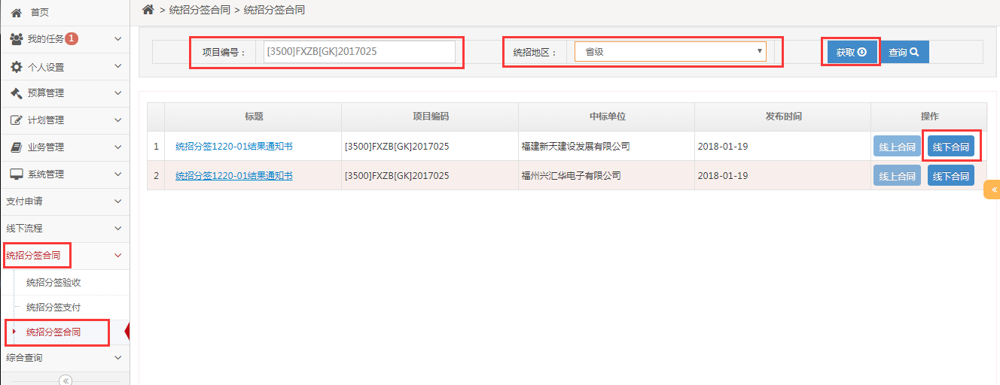 首页
我的任务 1
个人设置
预算管理
计划管理
业务管理
系统管理
支付申请
线下流程
统招分签合同
统招分签验收
统招分签支付
统招分签合同
综合查询
> 统招分签合同 > 统招分签合同
项目编号： [3500]FXZB[GK]2017025 统招地区： 省级 获取 查询
标题 项目编码 中标单位 发布时间 操作
1 统招分签1220-01结果通知书 [3500]FXZB[GK]2017025 福建新天建设发展有限公司 2018-01-19 线上合同 线下合同
2 统招分签1220-01结果通知书 [3500]FXZB[GK]2017025 福州兴汇华电子有限公司 2018-01-19 线上合同 线下合同